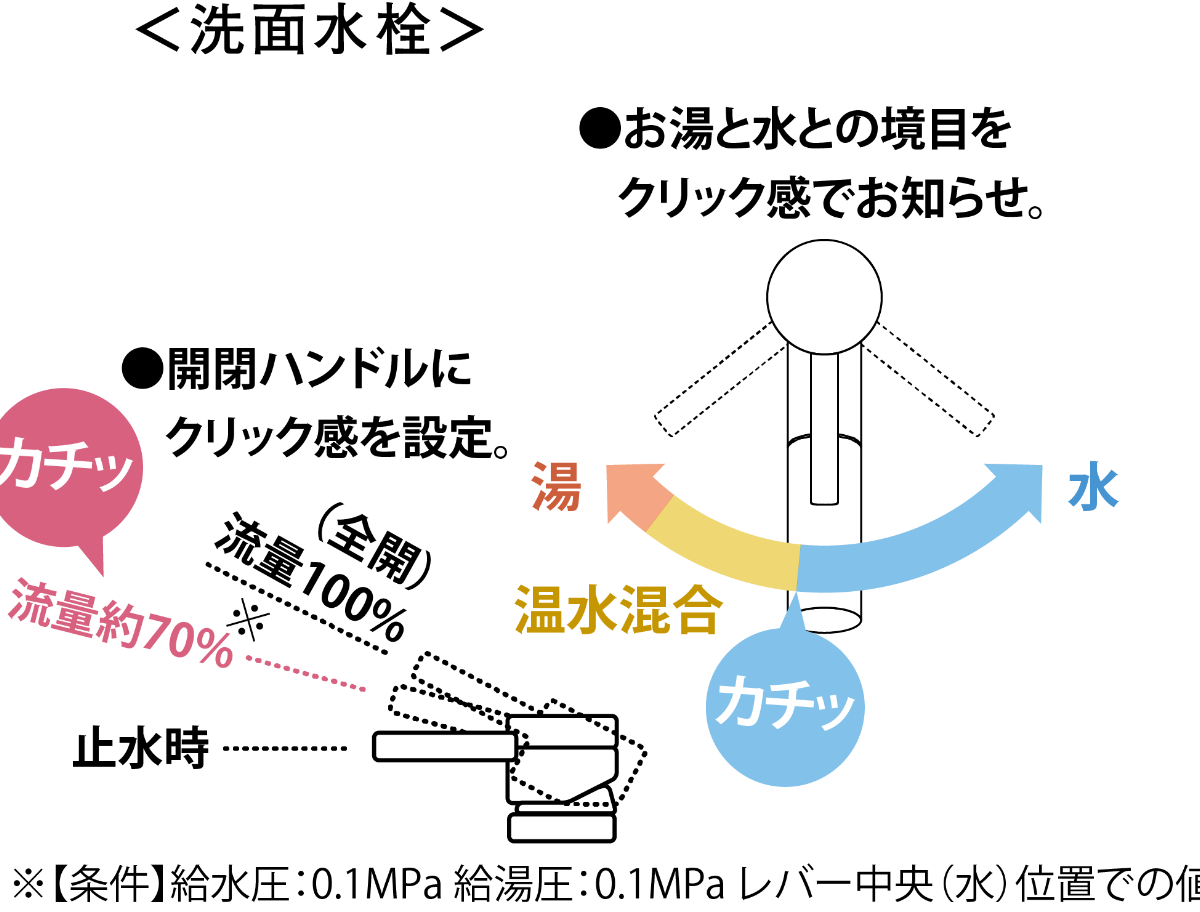 ＜洗面水栓＞
●お湯と水との境目を
クリック感でお知らせ。
●開閉ハンドルに
クリック感を設定。
カチッ
湯
水
（全開）
流量100%
流量約70%※
温水混合
カチッ
止水時
※【条件】給水圧：0.1MPa 給湯圧：0.1MPa レバー中央（水）位置での値